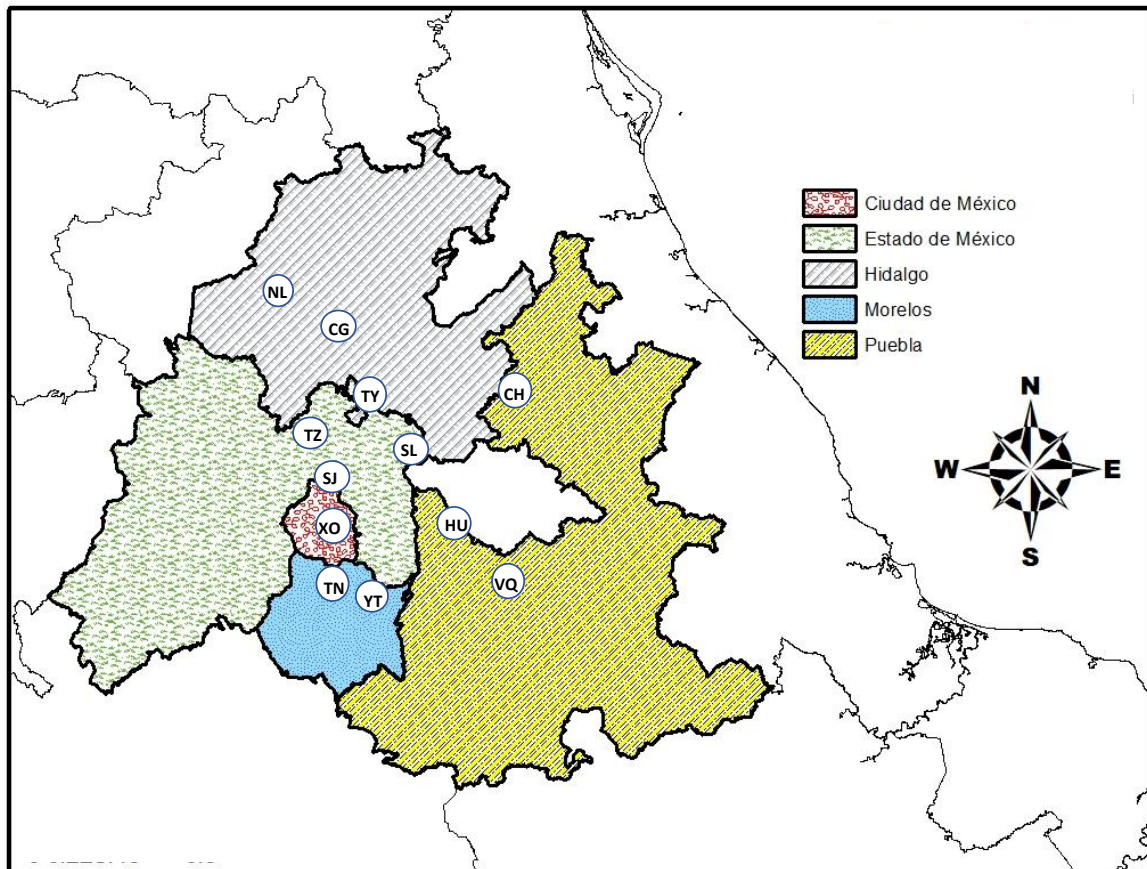 Ciudad de México
Estado de México
Hidalgo
Morelos
Puebla
NL
CG
TY
CH
TZ
SL
SJ
XO
HU
TN
YT
VQ
N
W
E
S